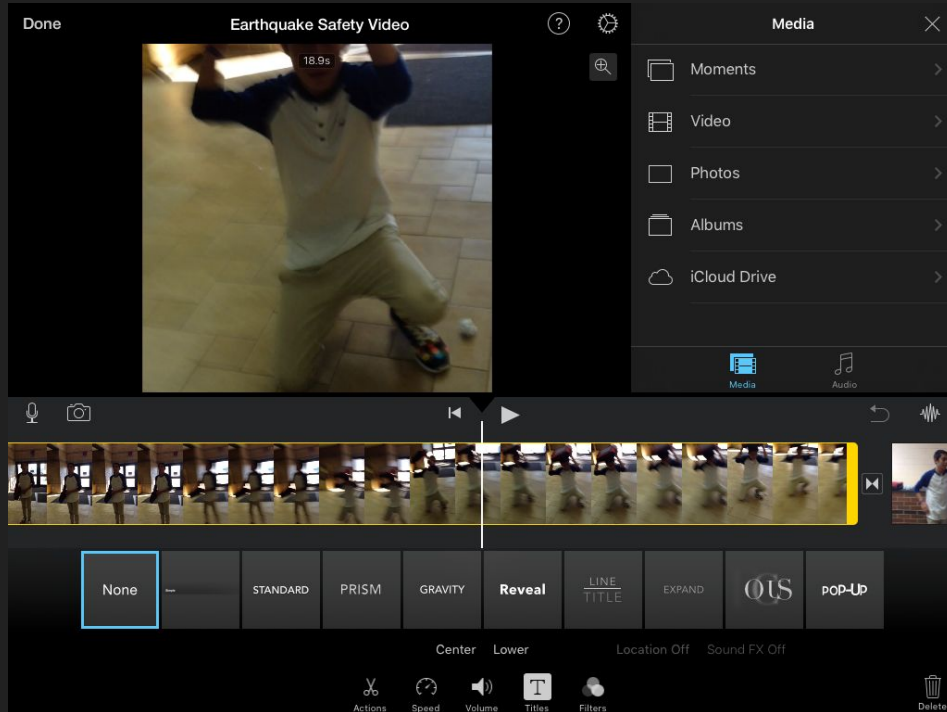 Done
Earthquake Safety Video
?
Media
18.9s
Moments
Video
Photos
Albums
iCloud Drive
Media
Audio
None
STANDARD
PRISM
GRAVITY
Reveal
LINE
TITLE
EXPAND
POP-UP
Center
Lower
Location Off
Sound FX Off
Actions
Speed
Volume
T
Titles
Filters
Delete